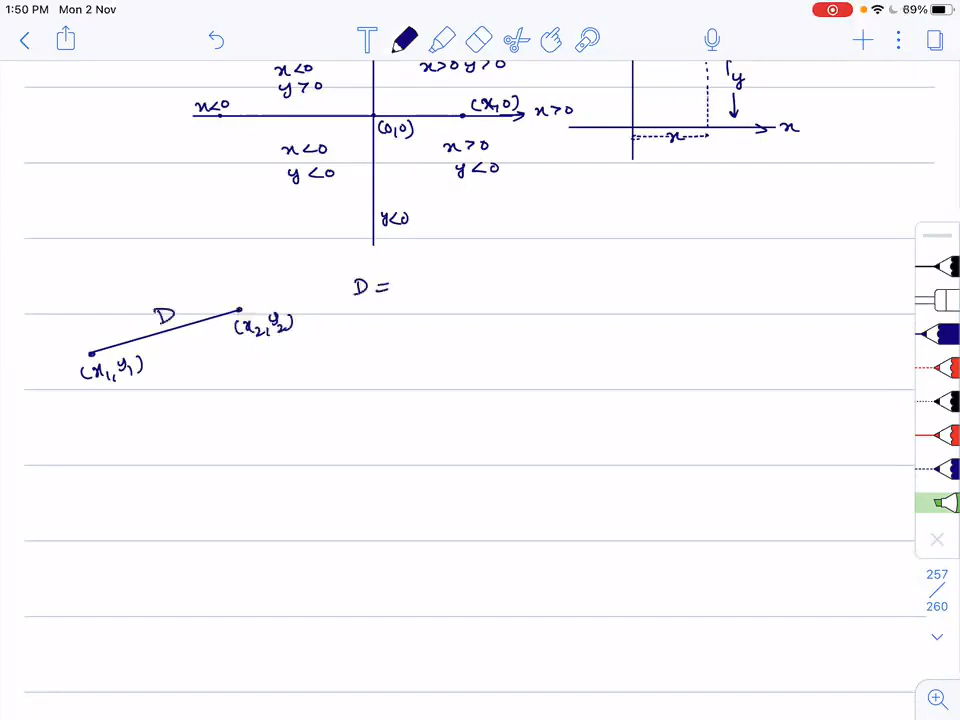 1:50 PM Mon 2 Nov
69%
T
x<0
y>0
x>0 y>0
y
x<0
(x,0)
x>0
(0,0)
x
x
x<0
y<0
x>0
y<0
y<0
D =
D
(x2,y2)
(x1,y1)
257
260